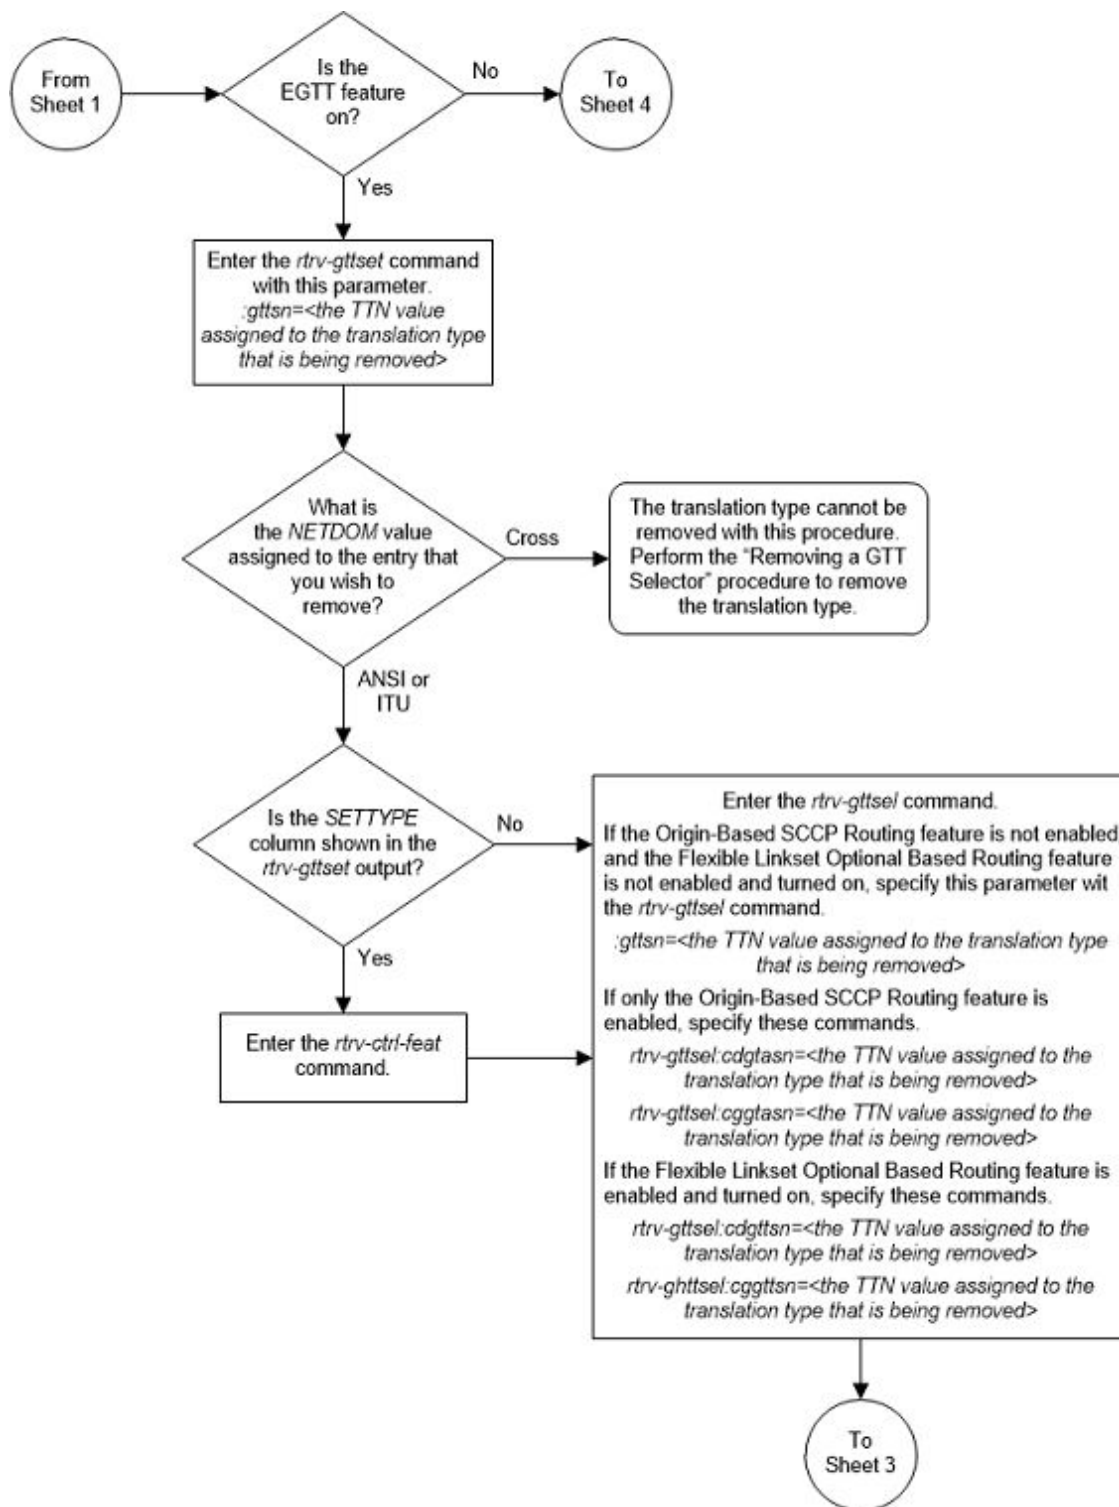 From
Sheet 1
Is the
EGTT feature
on?
No
To
Sheet 4
Yes
Enter the rtrv-gttset command
with this parameter.
:gttsn=<the TTN value
assigned to the translation type
that is being removed>
What is
the NETDOM value
assigned to the entry that
you wish to
remove?
Cross
The translation type cannot be
removed with this procedure.
Perform the “Removing a GTT
Selector” procedure to remove
the translation type.
ANSI or
ITU
Is the SETTYPE
column shown in the
rtrv-gttset output?
No
Yes
Enter the rtrv-ctrl-feat
command.
Enter the rtrv-gttsel command.
If the Origin-Based SCCP Routing feature is not enabled
and the Flexible Linkset Optional Based Routing feature
is not enabled and turned on, specify this parameter wit
the rtrv-gttsel command.
:gttsn=<the TTN value assigned to the translation type
that is being removed>
If only the Origin-Based SCCP Routing feature is
enabled, specify these commands.
rtrv-gttsel:cdgtasn=<the TTN value assigned to the
translation type that is being removed>
rtrv-gttsel:cggtasn=<the TTN value assigned to the
translation type that is being removed>
If the Flexible Linkset Optional Based Routing feature is
enabled and turned on, specify these commands.
rtrv-gttsel:cdgttsn=<the TTN value assigned to the
translation type that is being removed>
rtrv-ghttsel:cggttsn=<the TTN value assigned to the
translation type that is being removed>
To
Sheet 3